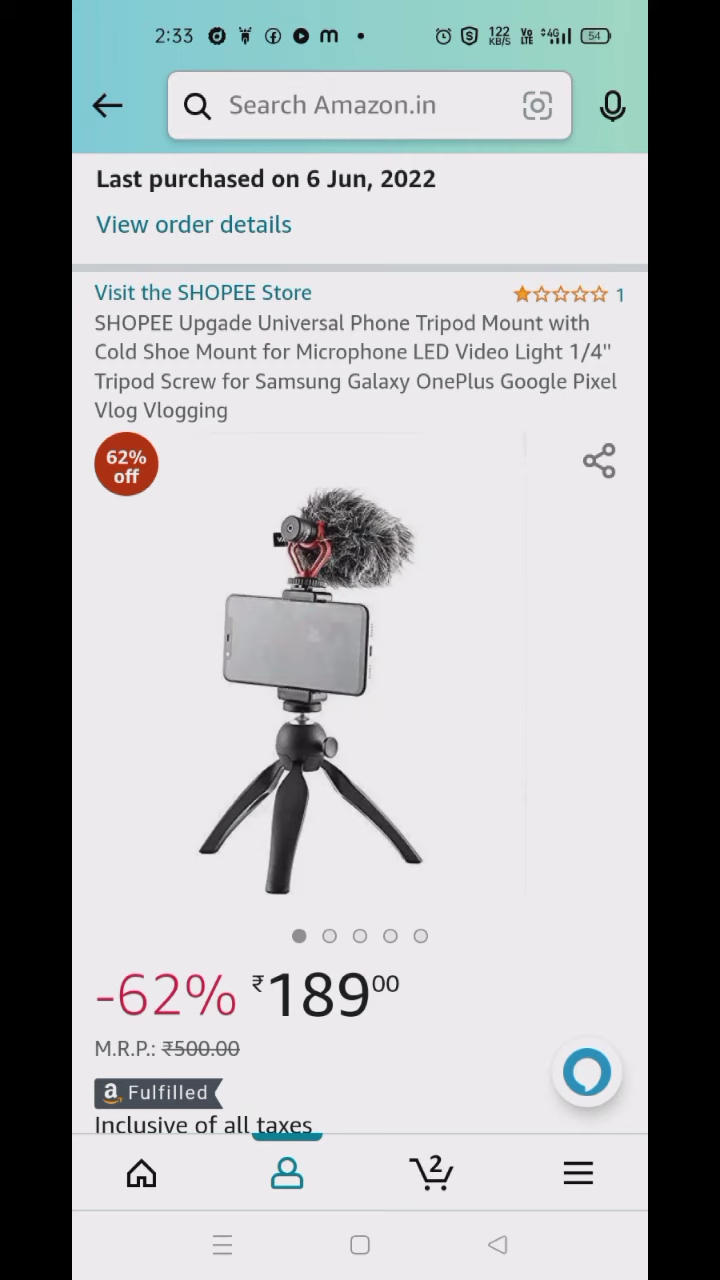 2:33
122 KB/S
Vo LTE
4G
54
Search Amazon.in
Last purchased on 6 Jun, 2022
View order details
Visit the SHOPEE Store
1
SHOPEE Upgade Universal Phone Tripod Mount with
Cold Shoe Mount for Microphone LED Video Light 1/4"
Tripod Screw for Samsung Galaxy OnePlus Google Pixel
Vlog Vlogging
62%
off
-62% ₹18900
M.R.P.: ₹500.00
a Fulfilled
Inclusive of all taxes
2